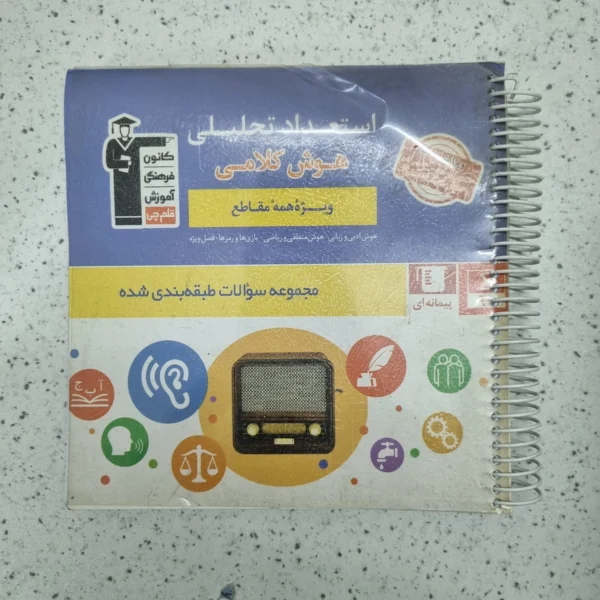 استعداد تحلیلی
هوش کلامی
ویژهٔ همهٔ مقاطع
هوش ادبی و زبانی - هوش منطقی و ریاضی - بازی‌ها و رمزها - فصل ویژه
کانون
فرهنگی
آموزش
قلم‌چی
مجموعه سؤالات طبقه‌بندی شده
پیمانه‌ای
آ ب ج